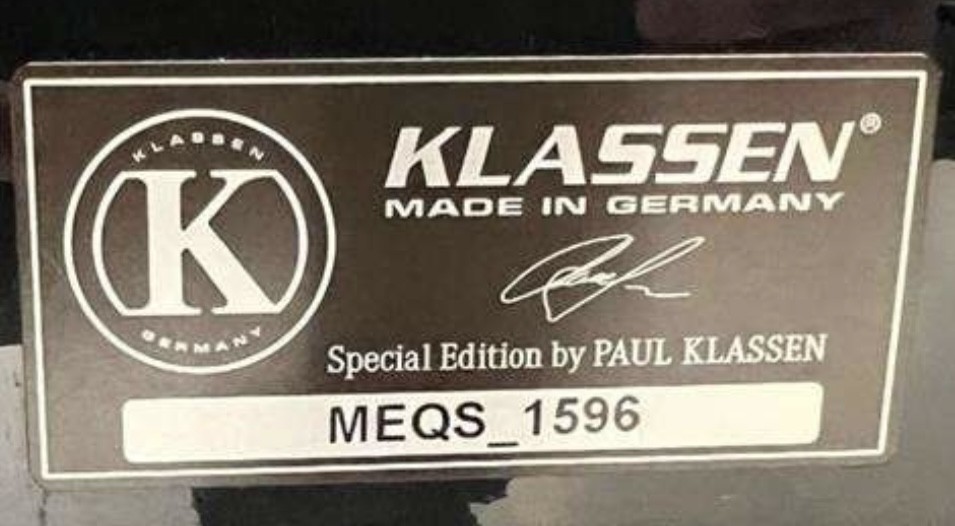 KLASSEN
GERMANY
K
KLASSEN®
MADE IN GERMANY
Special Edition by PAUL KLASSEN
MEQS_1596